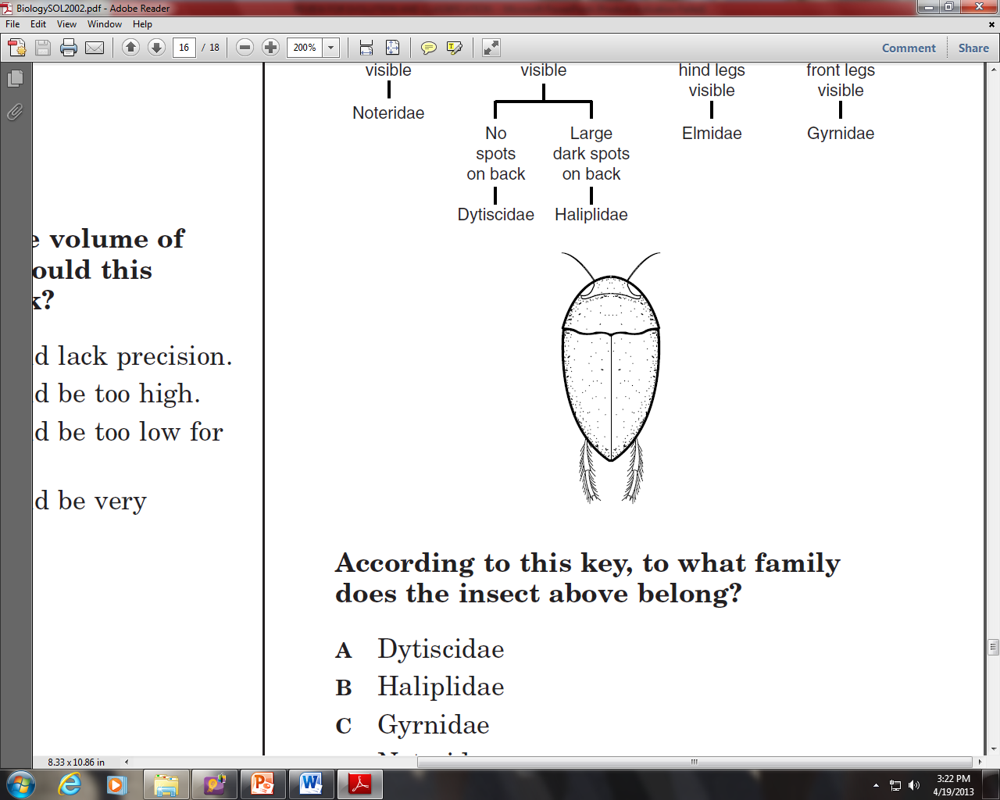 BiologySOL2002.pdf - Adobe Reader
File Edit View Window Help
16 / 18 200% Comment Share
visible
Noteridae
visible
No
spots
on back
Dytiscidae
Large
dark spots
on back
Haliplidae
hind legs
visible
Elmidae
front legs
visible
Gyrnidae
e volume of
ould this
k?
d lack precision.
d be too high.
d be too low for
d be very
According to this key, to what family
does the insect above belong?
A Dytiscidae
B Haliplidae
C Gyrnidae
8.33 x 10.86 in
3:22 PM
4/19/2013